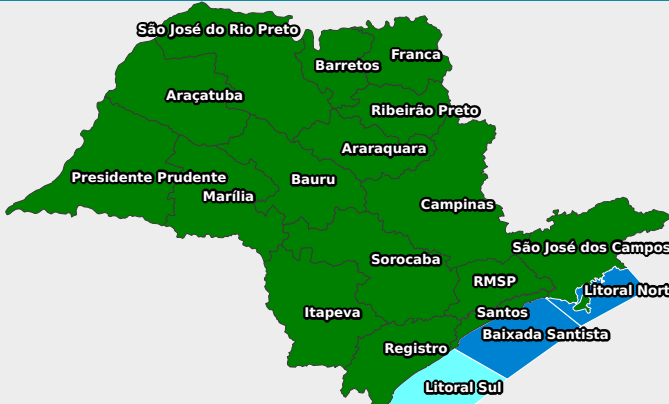 São José do Rio Preto
Franca
Barretos
Araçatuba
Ribeirão Preto
Araraquara
Presidente Prudente
Bauru
Marília
Campinas
São José dos Campos
Sorocaba
RMSP
Litoral Nort
Itapeva
Santos
Baixada Santista
Registro
Litoral Sul